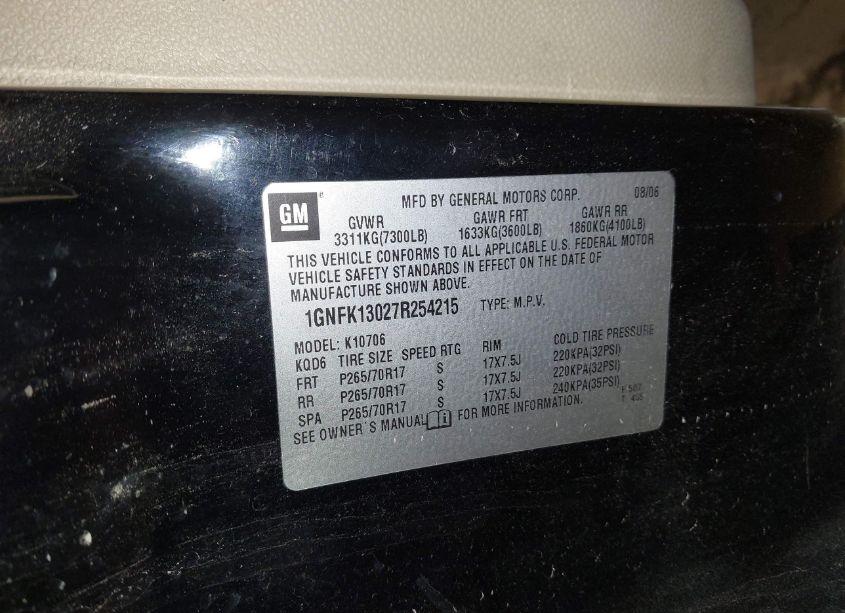 GM
MFD BY GENERAL MOTORS CORP. 08/06
GVWR GAWR FRT GAWR RR
3311KG(7300LB) 1633KG(3600LB) 1860KG(4100LB)
THIS VEHICLE CONFORMS TO ALL APPLICABLE U.S. FEDERAL MOTOR
VEHICLE SAFETY STANDARDS IN EFFECT ON THE DATE OF
MANUFACTURE SHOWN ABOVE.
1GNFK13027R254215 TYPE: M.P.V.
MODEL: K10706
KQD6 TIRE SIZE SPEED RTG RIM COLD TIRE PRESSURE
FRT P265/70R17 S 17X7.5J 220KPA(32PSI)
RR P265/70R17 S 17X7.5J 220KPA(32PSI)
SPA P265/70R17 S 17X7.5J 240KPA(35PSI)
SEE OWNER'S MANUAL FOR MORE INFORMATION.